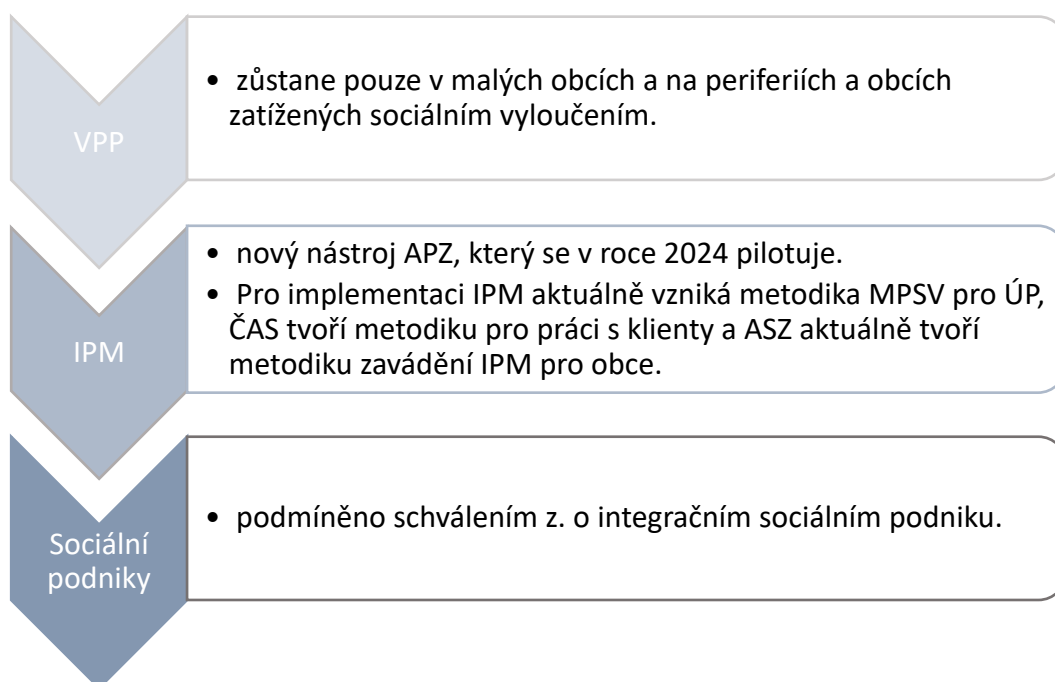 VPP
• zůstane pouze v malých obcích a na periferiích a obcích
zatížených sociálním vyloučením.
IPM
• nový nástroj APZ, který se v roce 2024 pilotuje.
• Pro implementaci IPM aktuálně vzniká metodika MPSV pro ÚP,
ČAS tvoří metodiku pro práci s klienty a ASZ aktuálně tvoří
metodiku zavádění IPM pro obce.
Sociální
podniky
• podmíněno schválením z. o integračním sociálním podniku.